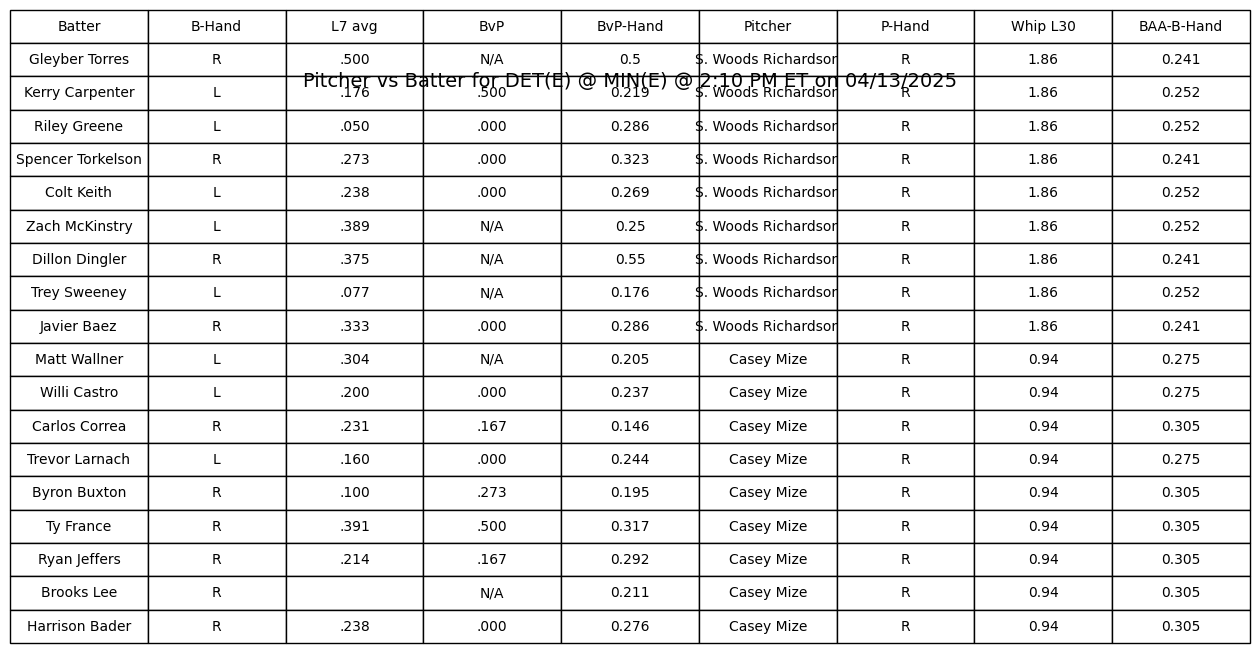 Batter B-Hand L7 avg BvP BvP-Hand Pitcher P-Hand Whip L30 BAA-B-Hand
Gleyber Torres R .500 N/A 0.5 S. Woods Richardson R 1.86 0.241
Pitcher vs Batter for DET(E) @ MIN(E) @ 2:10 PM ET on 04/13/2025
Kerry Carpenter L .176 .500 0.219 S. Woods Richardson R 1.86 0.252
Riley Greene L .050 .000 0.286 S. Woods Richardson R 1.86 0.252
Spencer Torkelson R .273 .000 0.323 S. Woods Richardson R 1.86 0.241
Colt Keith L .238 .000 0.269 S. Woods Richardson R 1.86 0.252
Zach McKinstry L .389 N/A 0.25 S. Woods Richardson R 1.86 0.252
Dillon Dingler R .375 N/A 0.55 S. Woods Richardson R 1.86 0.241
Trey Sweeney L .077 N/A 0.176 S. Woods Richardson R 1.86 0.252
Javier Baez R .333 .000 0.286 S. Woods Richardson R 1.86 0.241
Matt Wallner L .304 N/A 0.205 Casey Mize R 0.94 0.275
Willi Castro L .200 .000 0.237 Casey Mize R 0.94 0.275
Carlos Correa R .231 .167 0.146 Casey Mize R 0.94 0.305
Trevor Larnach L .160 .000 0.244 Casey Mize R 0.94 0.275
Byron Buxton R .100 .273 0.195 Casey Mize R 0.94 0.305
Ty France R .391 .500 0.317 Casey Mize R 0.94 0.305
Ryan Jeffers R .214 .167 0.292 Casey Mize R 0.94 0.305
Brooks Lee R N/A 0.211 Casey Mize R 0.94 0.305
Harrison Bader R .238 .000 0.276 Casey Mize R 0.94 0.305